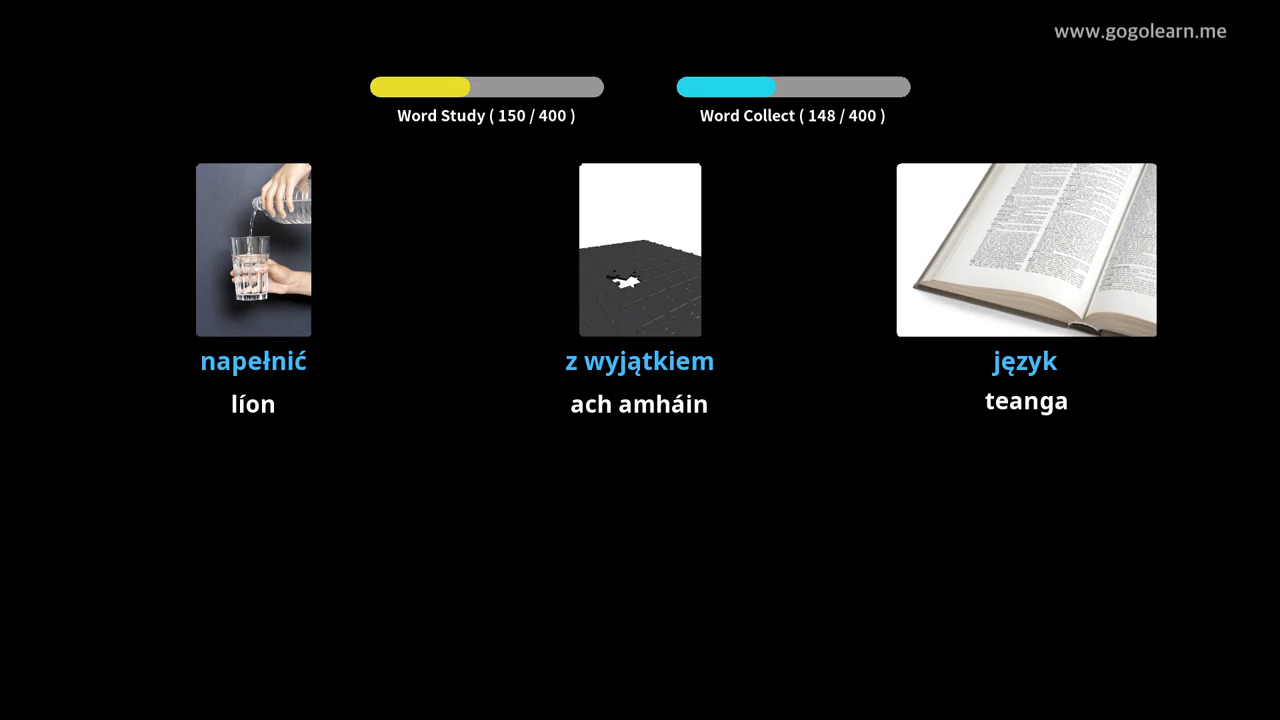 www.gogolearn.me
Word Study ( 150 / 400 )
Word Collect ( 148 / 400 )
napełnić
z wyjątkiem
język
líon
ach amháin
teanga